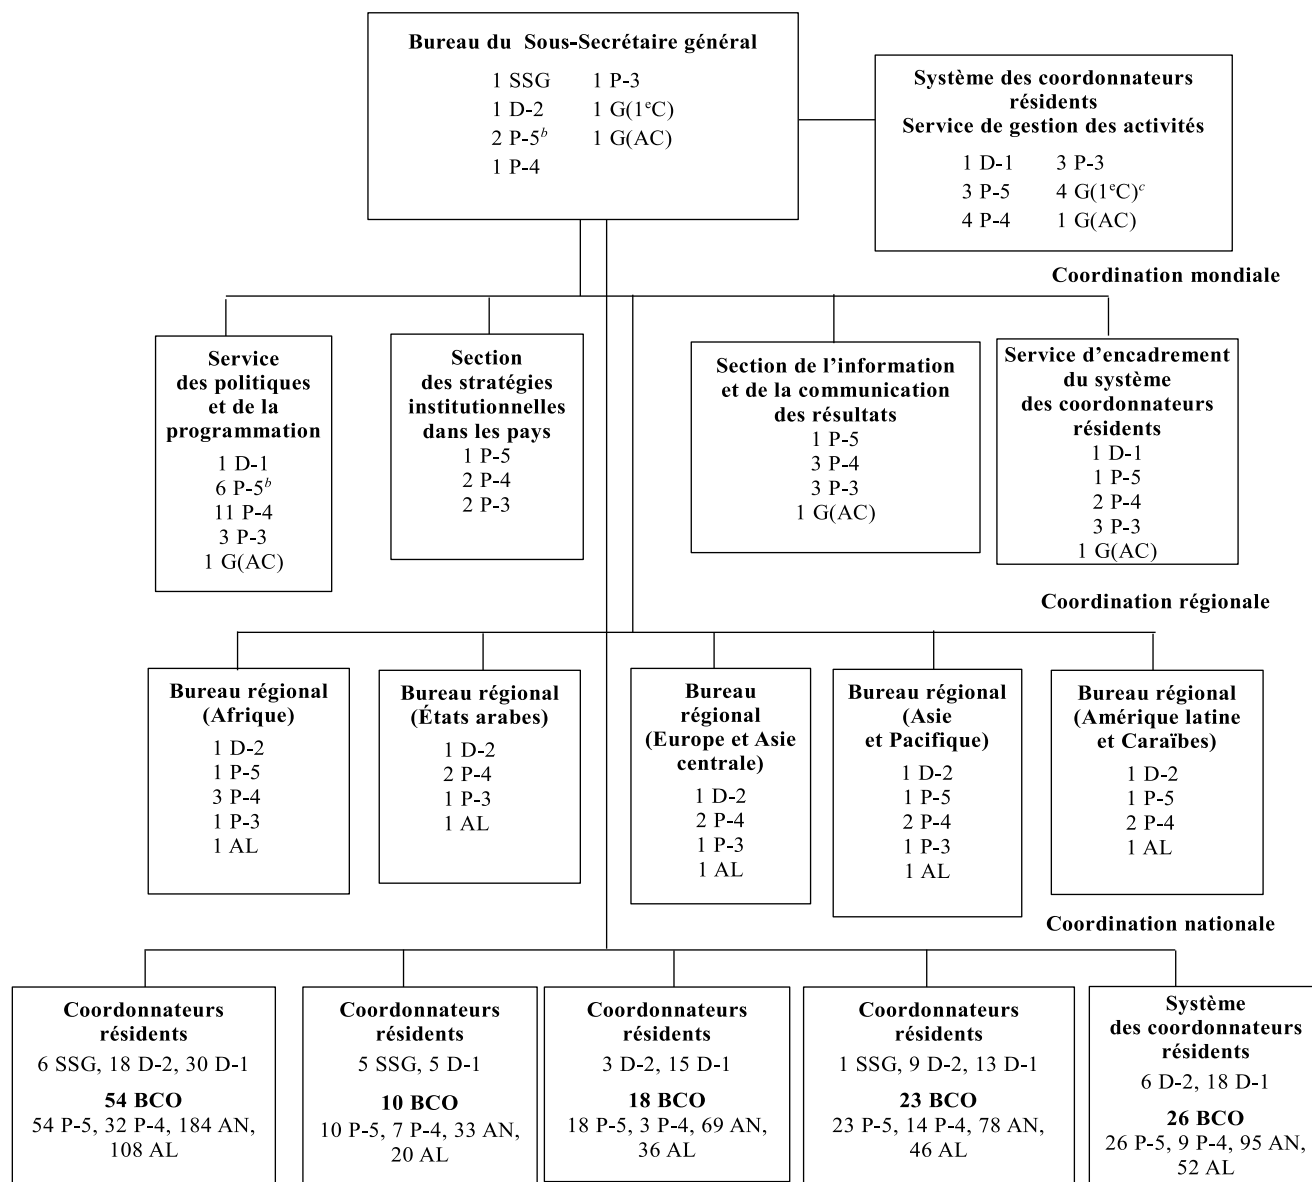 Bureau du Sous-Secrétaire général
1 SSG 1 P-3
1 D-2 1 G(1ᵉC)
2 P-5ᵇ 1 G(AC)
1 P-4
Système des coordonnateurs
résidents
Service de gestion des activités
1 D-1 3 P-3
3 P-5 4 G(1ᵉC)ᶜ
4 P-4 1 G(AC)
Coordination mondiale
Service
des politiques
et de la
programmation
1 D-1
6 P-5ᵇ
11 P-4
3 P-3
1 G(AC)
Section
des stratégies
institutionnelles
dans les pays
1 P-5
2 P-4
2 P-3
Section de l’information
et de la communication
des résultats
1 P-5
3 P-4
3 P-3
1 G(AC)
Service d’encadrement
du système
des coordonnateurs
résidents
1 D-1
1 P-5
2 P-4
3 P-3
1 G(AC)
Coordination régionale
Bureau régional
(Afrique)
1 D-2
1 P-5
3 P-4
1 P-3
1 AL
Bureau régional
(États arabes)
1 D-2
2 P-4
1 P-3
1 AL
Bureau
régional
(Europe et Asie
centrale)
1 D-2
2 P-4
1 P-3
1 AL
Bureau régional
(Asie
et Pacifique)
1 D-2
1 P-5
2 P-4
1 P-3
1 AL
Bureau régional
(Amérique latine
et Caraïbes)
1 D-2
1 P-5
2 P-4
1 AL
Coordination nationale
Coordonnateurs
résidents
6 SSG, 18 D-2, 30 D-1
54 BCO
54 P-5, 32 P-4, 184 AN,
108 AL
Coordonnateurs
résidents
5 SSG, 5 D-1
10 BCO
10 P-5, 7 P-4, 33 AN,
20 AL
Coordonnateurs
résidents
3 D-2, 15 D-1
18 BCO
18 P-5, 3 P-4, 69 AN,
36 AL
Coordonnateurs
résidents
1 SSG, 9 D-2, 13 D-1
23 BCO
23 P-5, 14 P-4, 78 AN,
46 AL
Système
des coordonnateurs
résidents
6 D-2, 18 D-1
26 BCO
26 P-5, 9 P-4, 95 AN,
52 AL